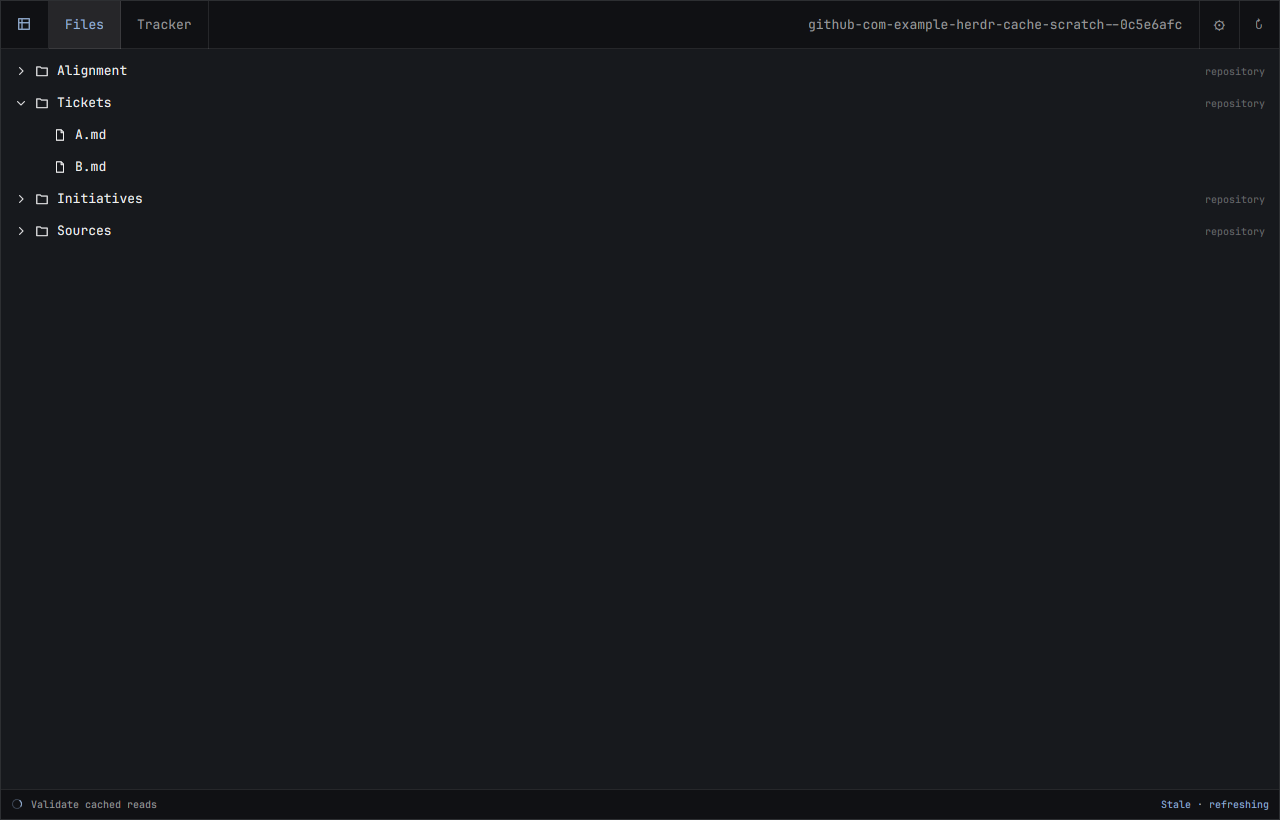 Files Tracker github-com-example-herdr-cache-scratch--0c5e6afc
Alignment repository
Tickets repository
A.md
B.md
Initiatives repository
Sources repository
Validate cached reads Stale · refreshing